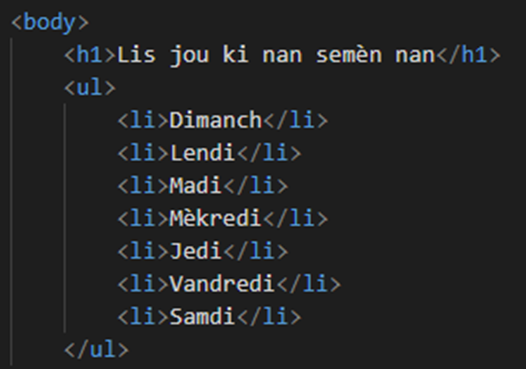 <body>
<h1>Lis jou ki nan semèn nan</h1>
<ul>
<li>Dimanch</li>
<li>Lendi</li>
<li>Madi</li>
<li>Mèkredi</li>
<li>Jedi</li>
<li>Vandredi</li>
<li>Samdi</li>
</ul>